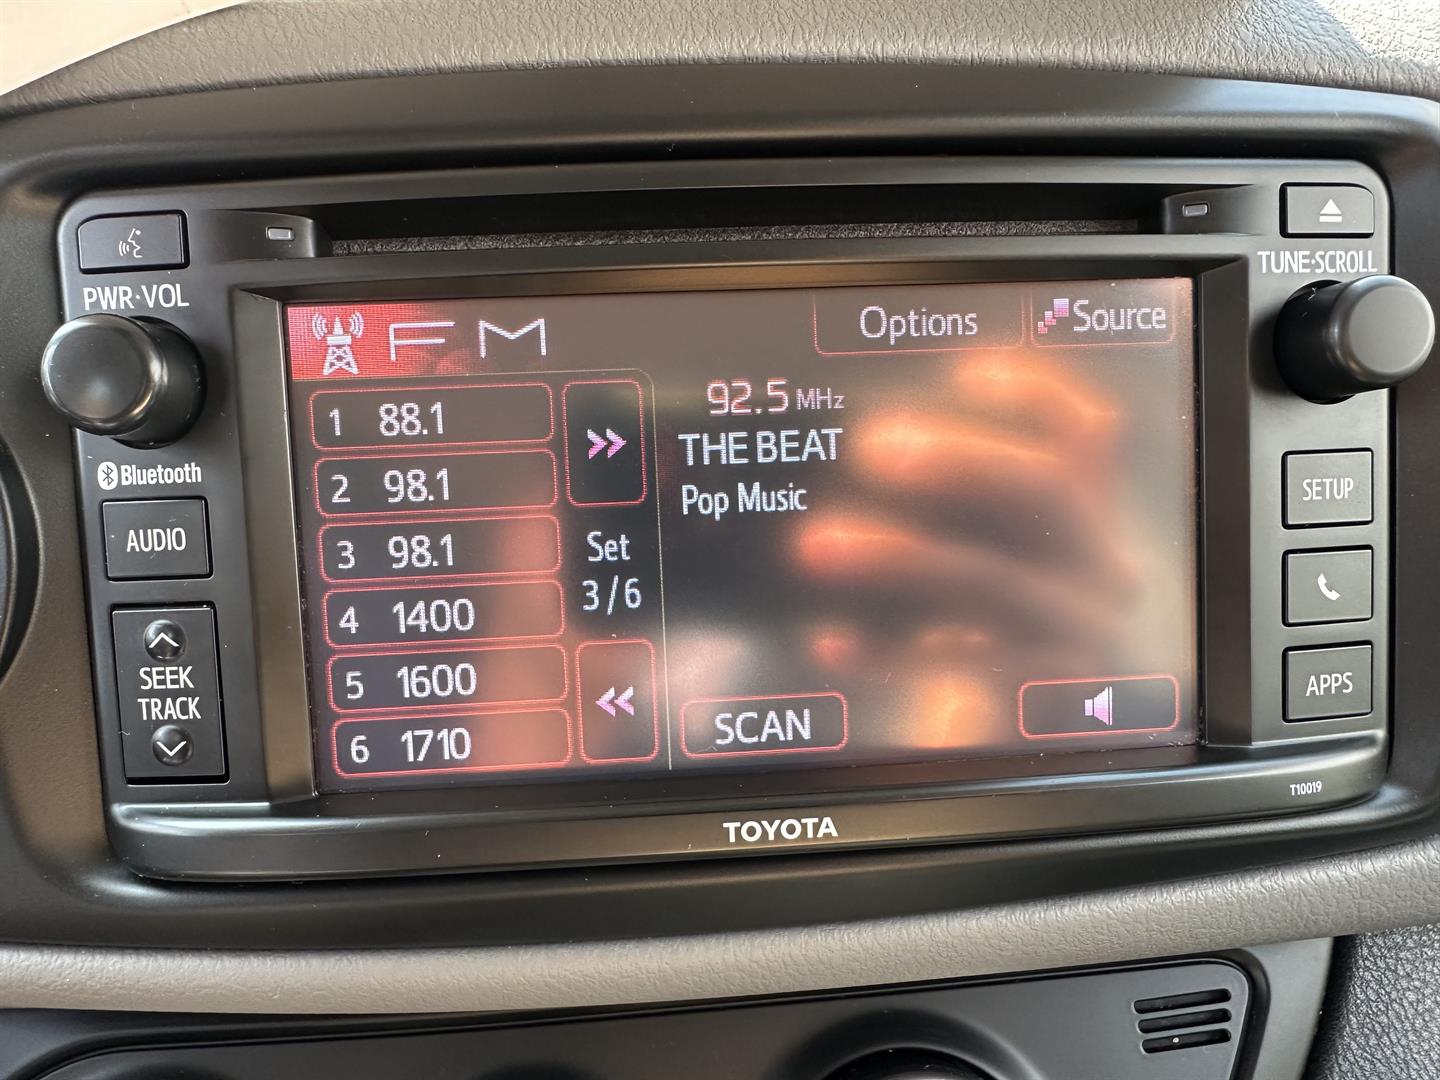 PWR·VOL
TUNE·SCROLL
FM
Options
Source
1 88.1
2 98.1
3 98.1
4 1400
5 1600
6 1710
Set
3/6
92.5 MHz
THE BEAT
Pop Music
SCAN
Bluetooth
AUDIO
SEEK
TRACK
SETUP
APPS
T10019
TOYOTA